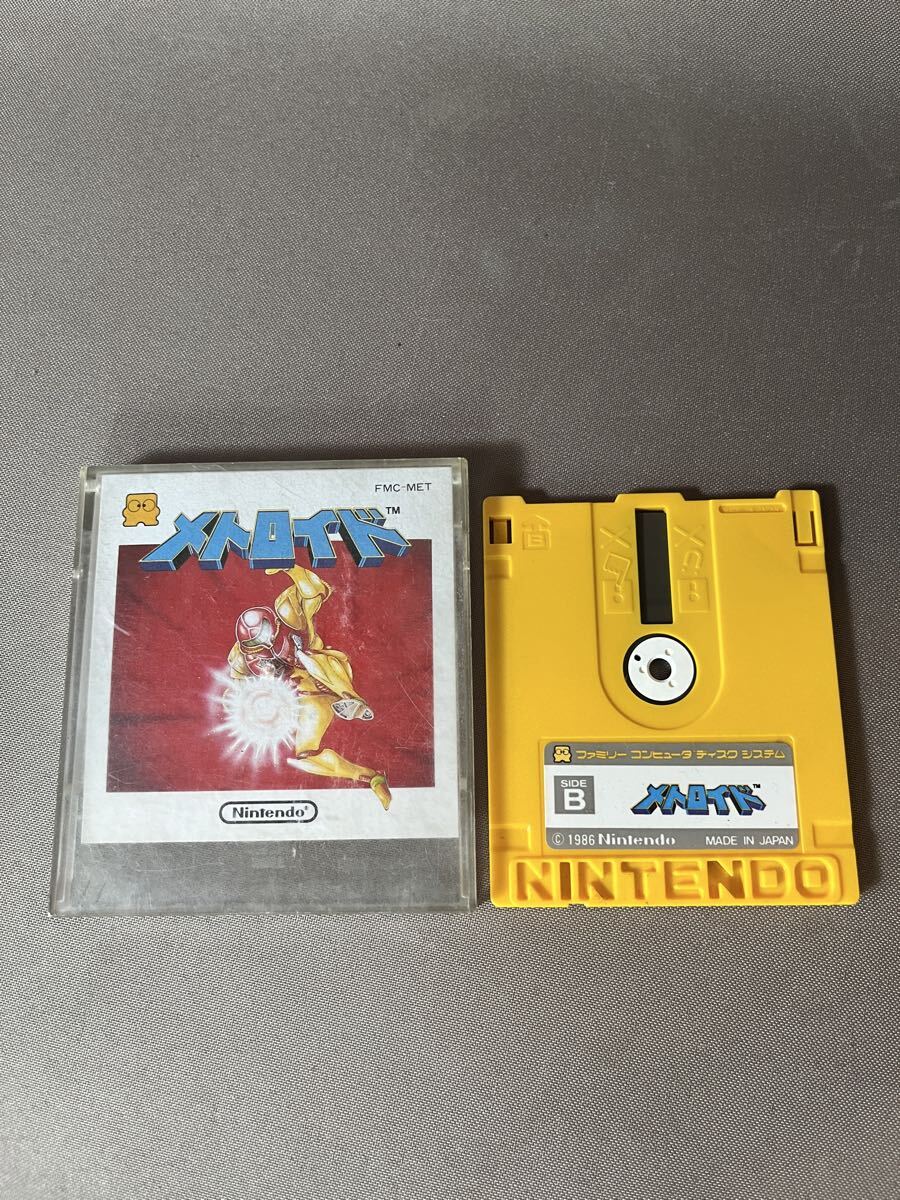 FMC-MET
メトロイド™
Nintendo®
ファミリー コンピュータ ディスク システム
SIDE
B
メトロイド™
© 1986 Nintendo MADE IN JAPAN
NINTENDO